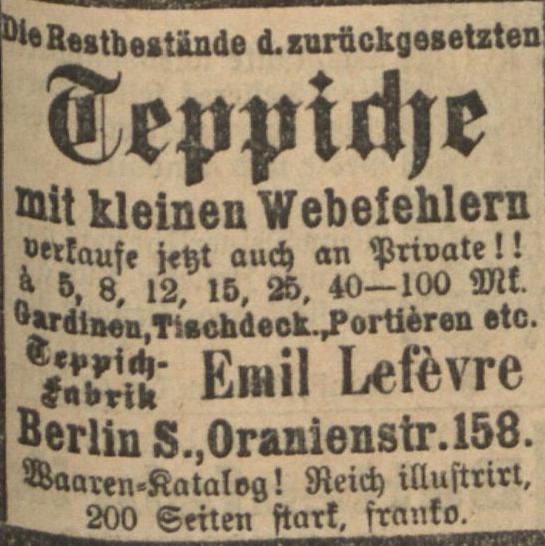 Die Restbestände d. zurückgesetzten
Teppiche
mit kleinen Webefehlern
verkaufe jetzt auch an Private!!
à 5, 8, 12, 15, 25, 40—100 Mk.
Gardinen, Tischdeck., Portièren etc.
Teppich-
Fabrik
Emil Lefèvre
Berlin S., Oranienstr. 158.
Waaren-Katalog! Reich illustrirt,
200 Seiten stark, franko.